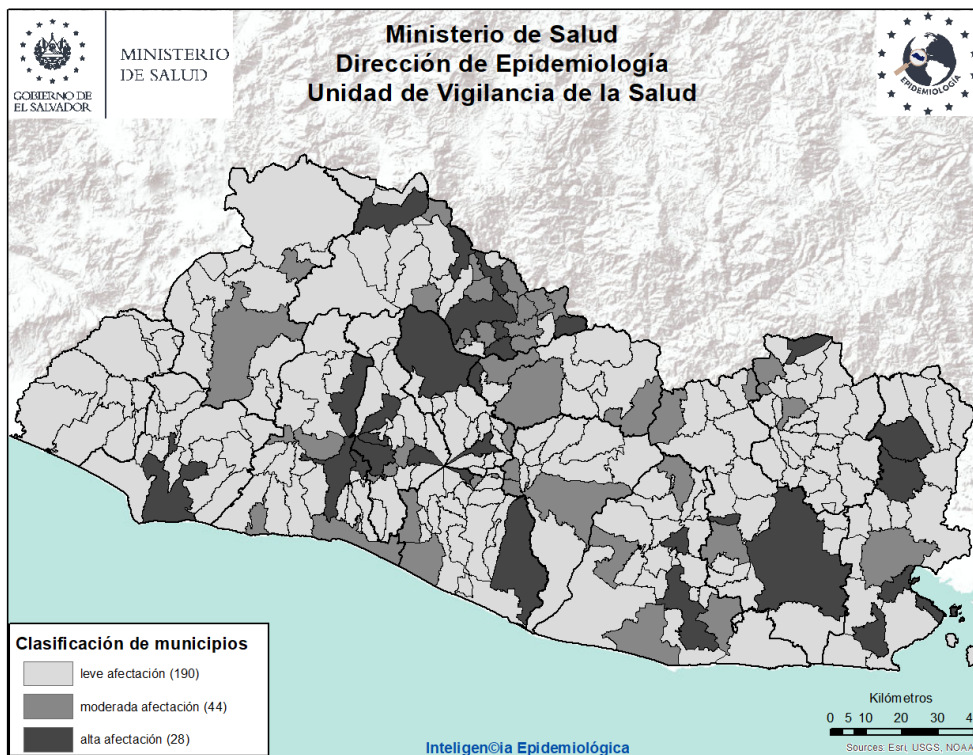 Ministerio de Salud
Dirección de Epidemiología
Unidad de Vigilancia de la Salud
GOBIERNO DE
EL SALVADOR
MINISTERIO
DE SALUD
EPIDEMIOLOGÍA
Clasificación de municipios
leve afectación (190)
moderada afectación (44)
alta afectación (28)
Inteligen©ia Epidemiológica
Kilómetros
0 5 10 20 30 4
Sources: Esri, USGS, NOAA